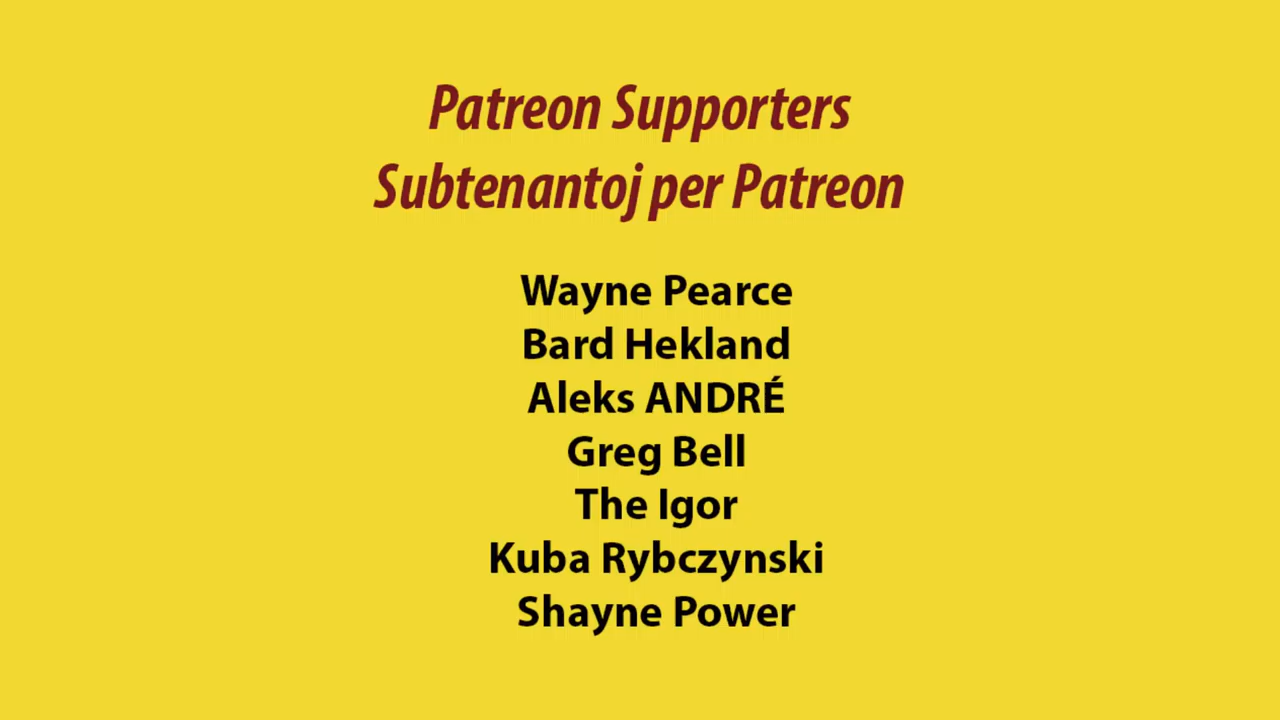 Patreon Supporters
Subtenantoj per Patreon
Wayne Pearce
Bard Hekland
Aleks ANDRÉ
Greg Bell
The Igor
Kuba Rybczynski
Shayne Power